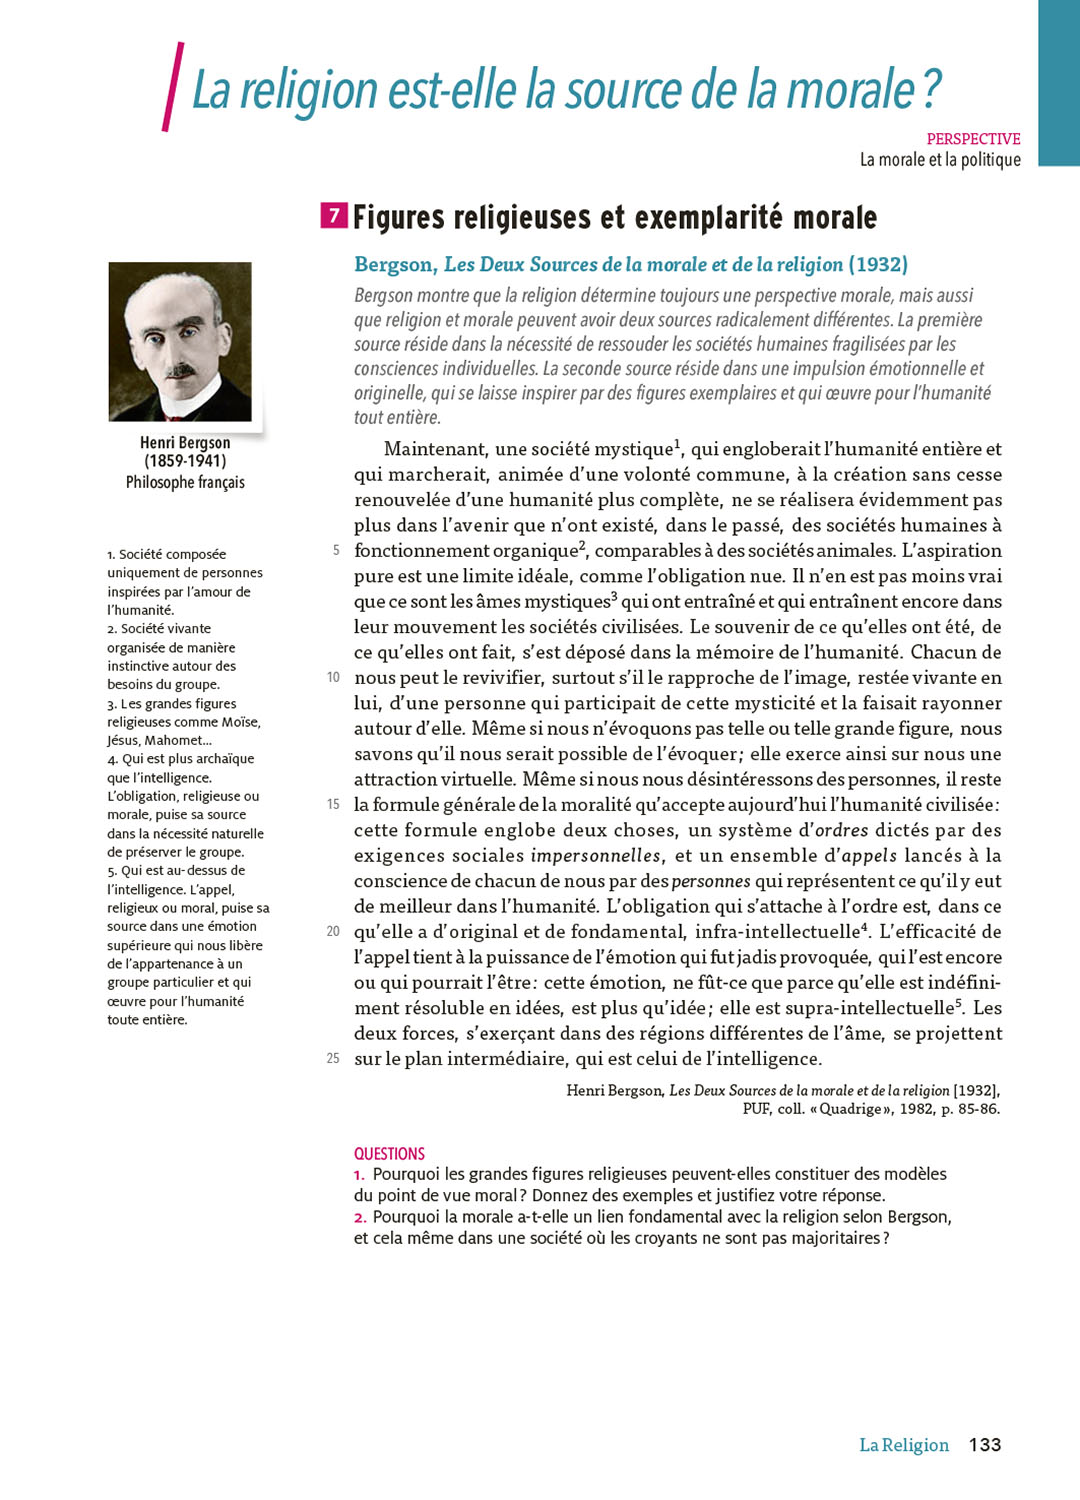 La religion est-elle la source de la morale ?
PERSPECTIVE
La morale et la politique
7 Figures religieuses et exemplarité morale
Bergson, Les Deux Sources de la morale et de la religion (1932)
Bergson montre que la religion détermine toujours une perspective morale, mais aussi
que religion et morale peuvent avoir deux sources radicalement différentes. La première
source réside dans la nécessité de ressouder les sociétés humaines fragilisées par les
consciences individuelles. La seconde source réside dans une impulsion émotionnelle et
originelle, qui se laisse inspirer par des figures exemplaires et qui œuvre pour l’humanité
tout entière.
Henri Bergson
(1859-1941)
Philosophe français
Maintenant, une société mystique¹, qui engloberait l’humanité entière et
qui marcherait, animée d’une volonté commune, à la création sans cesse
renouvelée d’une humanité plus complète, ne se réalisera évidemment pas
plus dans l’avenir que n’ont existé, dans le passé, des sociétés humaines à
5 fonctionnement organique², comparables à des sociétés animales. L’aspiration
pure est une limite idéale, comme l’obligation nue. Il n’en est pas moins vrai
que ce sont les âmes mystiques³ qui ont entraîné et qui entraînent encore dans
leur mouvement les sociétés civilisées. Le souvenir de ce qu’elles ont été, de
ce qu’elles ont fait, s’est déposé dans la mémoire de l’humanité. Chacun de
10 nous peut le revivifier, surtout s’il le rapproche de l’image, restée vivante en
lui, d’une personne qui participait de cette mysticité et la faisait rayonner
autour d’elle. Même si nous n’évoquons pas telle ou telle grande figure, nous
savons qu’il nous serait possible de l’évoquer ; elle exerce ainsi sur nous une
attraction virtuelle. Même si nous nous désintéressons des personnes, il reste
15 la formule générale de la moralité qu’accepte aujourd’hui l’humanité civilisée :
cette formule englobe deux choses, un système d’ordres dictés par des
exigences sociales impersonnelles, et un ensemble d’appels lancés à la
conscience de chacun de nous par des personnes qui représentent ce qu’il y eut
de meilleur dans l’humanité. L’obligation qui s’attache à l’ordre est, dans ce
20 qu’elle a d’original et de fondamental, infra-intellectuelle⁴. L’efficacité de
l’appel tient à la puissance de l’émotion qui fut jadis provoquée, qui l’est encore
ou qui pourrait l’être : cette émotion, ne fût-ce que parce qu’elle est indéfini-
ment résoluble en idées, est plus qu’idée ; elle est supra-intellectuelle⁵. Les
deux forces, s’exerçant dans des régions différentes de l’âme, se projettent
25 sur le plan intermédiaire, qui est celui de l’intelligence.
Henri Bergson, Les Deux Sources de la morale et de la religion [1932],
PUF, coll. « Quadrige », 1982, p. 85-86.
1. Société composée
uniquement de personnes
inspirées par l’amour de
l’humanité.
2. Société vivante
organisée de manière
instinctive autour des
besoins du groupe.
3. Les grandes figures
religieuses comme Moïse,
Jésus, Mahomet...
4. Qui est plus archaïque
que l’intelligence.
L’obligation, religieuse ou
morale, puise sa source
dans la nécessité naturelle
de préserver le groupe.
5. Qui est au-dessus de
l’intelligence. L’appel,
religieux ou moral, puise sa
source dans une émotion
supérieure qui nous libère
de l’appartenance à un
groupe particulier et qui
œuvre pour l’humanité
toute entière.
QUESTIONS
1. Pourquoi les grandes figures religieuses peuvent-elles constituer des modèles
du point de vue moral ? Donnez des exemples et justifiez votre réponse.
2. Pourquoi la morale a-t-elle un lien fondamental avec la religion selon Bergson,
et cela même dans une société où les croyants ne sont pas majoritaires ?
La Religion 133